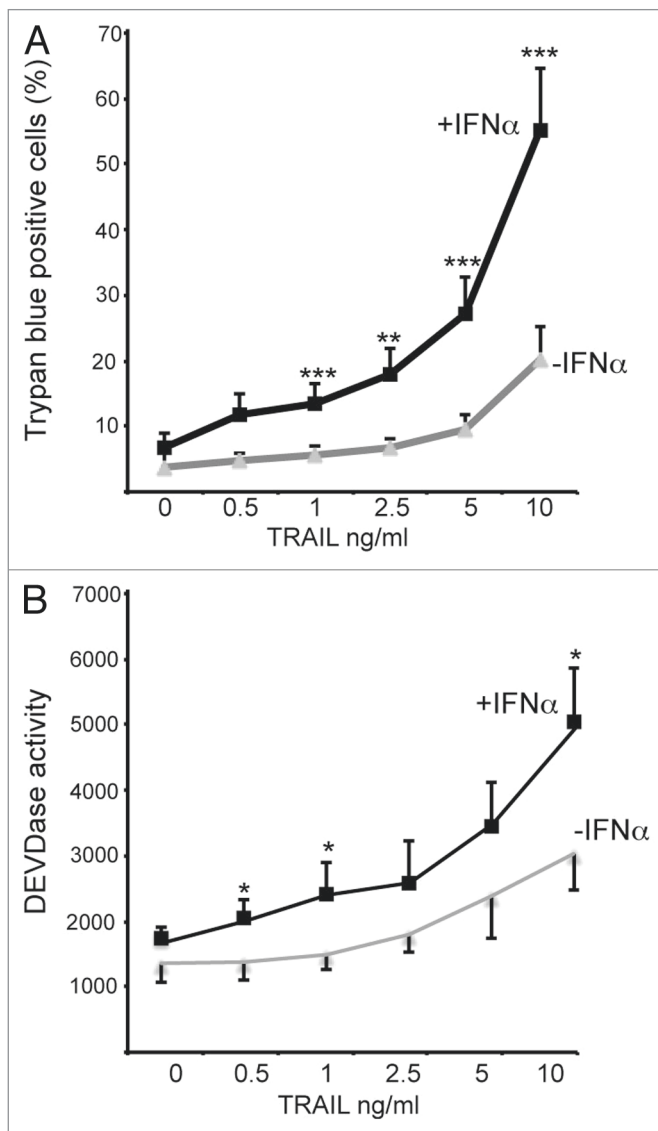 A
Trypan blue positive cells (%)
70
60
50
40
30
20
10
***
+IFNα
***
**
***
-IFNα
0 0.5 1 2.5 5 10
TRAIL ng/ml
B
DEVDase activity
7000
6000
5000
4000
3000
2000
1000
*
+IFNα
-IFNα
*
*
0 0.5 1 2.5 5 10
TRAIL ng/ml